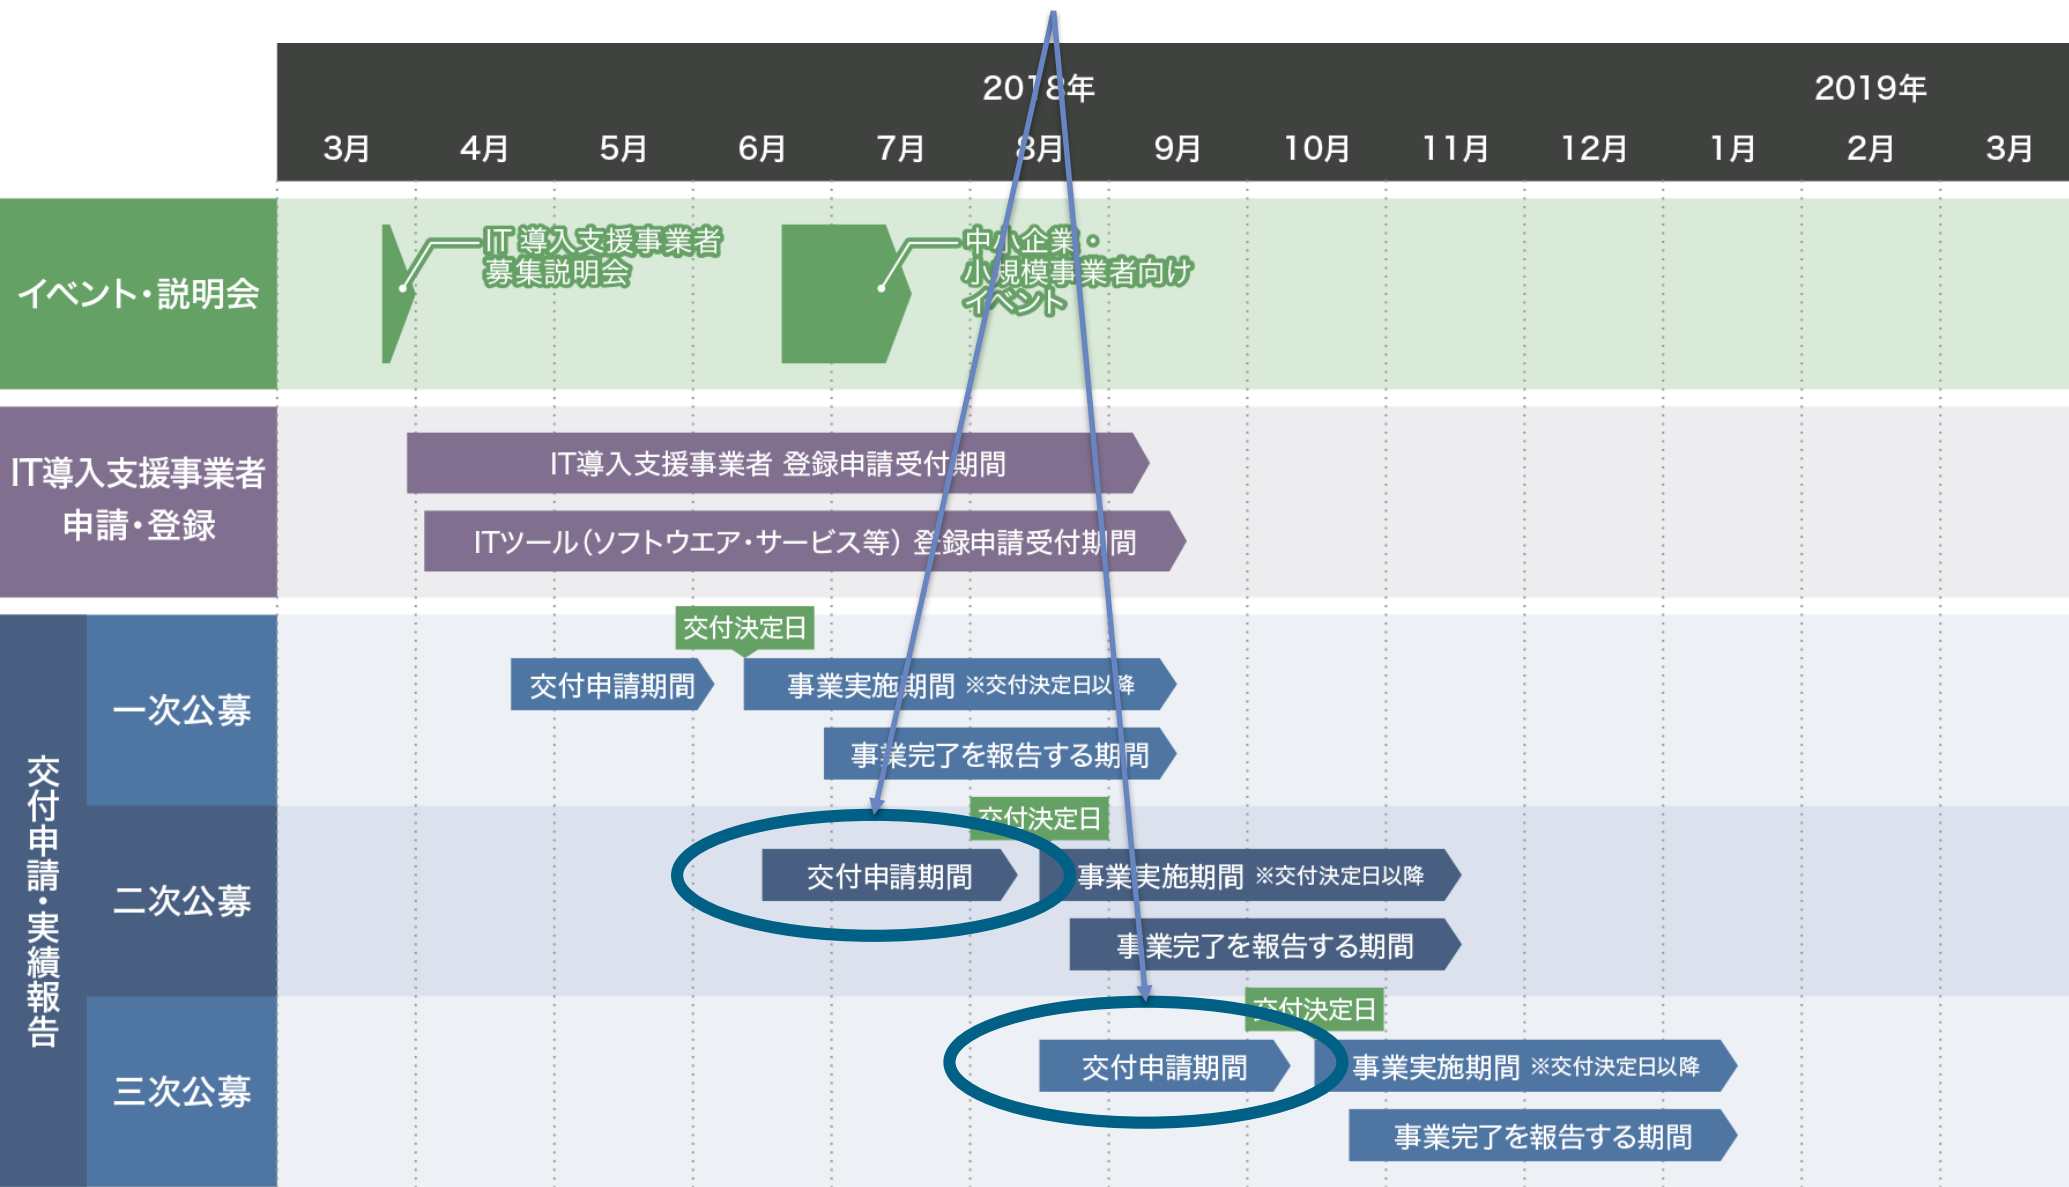 2018年
2019年
3月 4月 5月 6月 7月 8月 9月 10月 11月 12月 1月 2月 3月
イベント・説明会
IT 導入支援事業者
募集説明会
中小企業・
小規模事業者向け
イベント
IT導入支援事業者
申請・登録
IT導入支援事業者 登録申請受付期間
ITツール（ソフトウエア・サービス等）登録申請受付期間
交付申請・実績報告
一次公募
交付決定日
交付申請期間
事業実施期間 ※交付決定日以降
事業完了を報告する期間
二次公募
交付決定日
交付申請期間
事業実施期間 ※交付決定日以降
事業完了を報告する期間
三次公募
交付決定日
交付申請期間
事業実施期間 ※交付決定日以降
事業完了を報告する期間